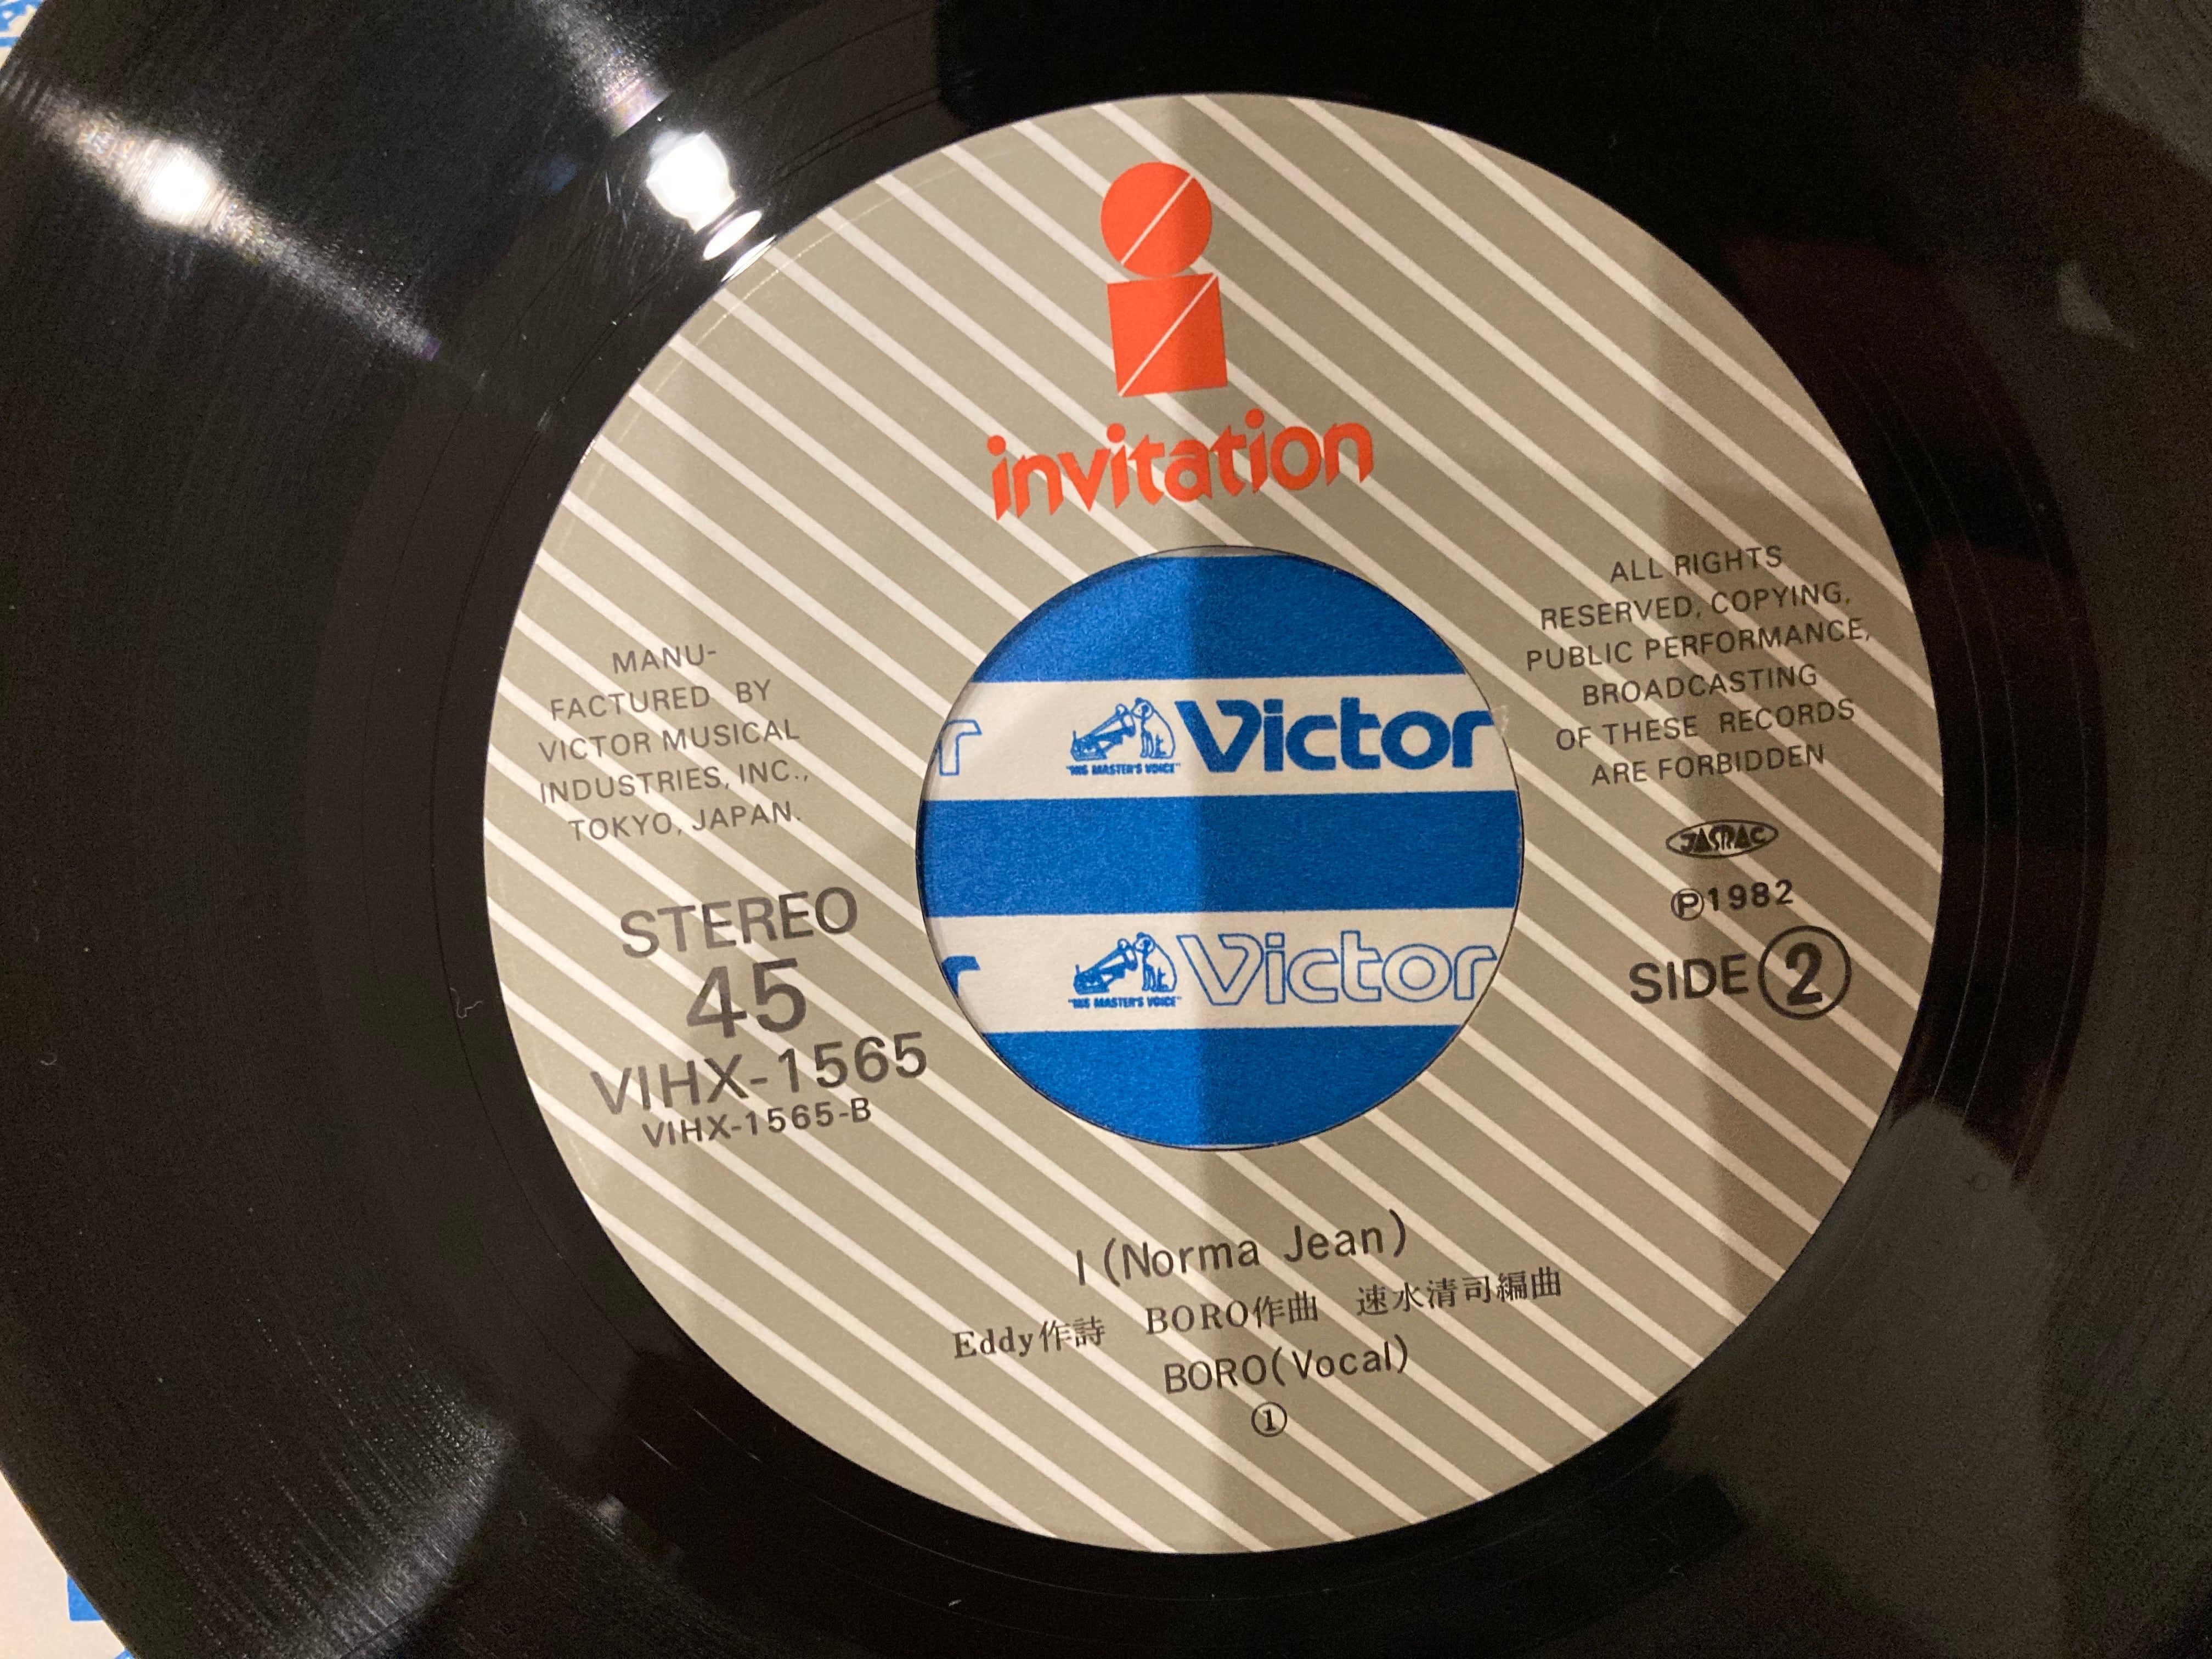 invitation
MANU-
FACTURED BY
VICTOR MUSICAL
INDUSTRIES, INC.,
TOKYO, JAPAN.
STEREO
45
VIHX-1565
VIHX-1565-B
"HIS MASTER'S VOICE" Victor
"HIS MASTER'S VOICE" Victor
ALL RIGHTS
RESERVED, COPYING,
PUBLIC PERFORMANCE,
BROADCASTING
OF THESE RECORDS
ARE FORBIDDEN
JASRAC
℗1982
SIDE ②
I (Norma Jean)
Eddy作詩 BORO作曲 速水清司編曲
BORO(Vocal)
①